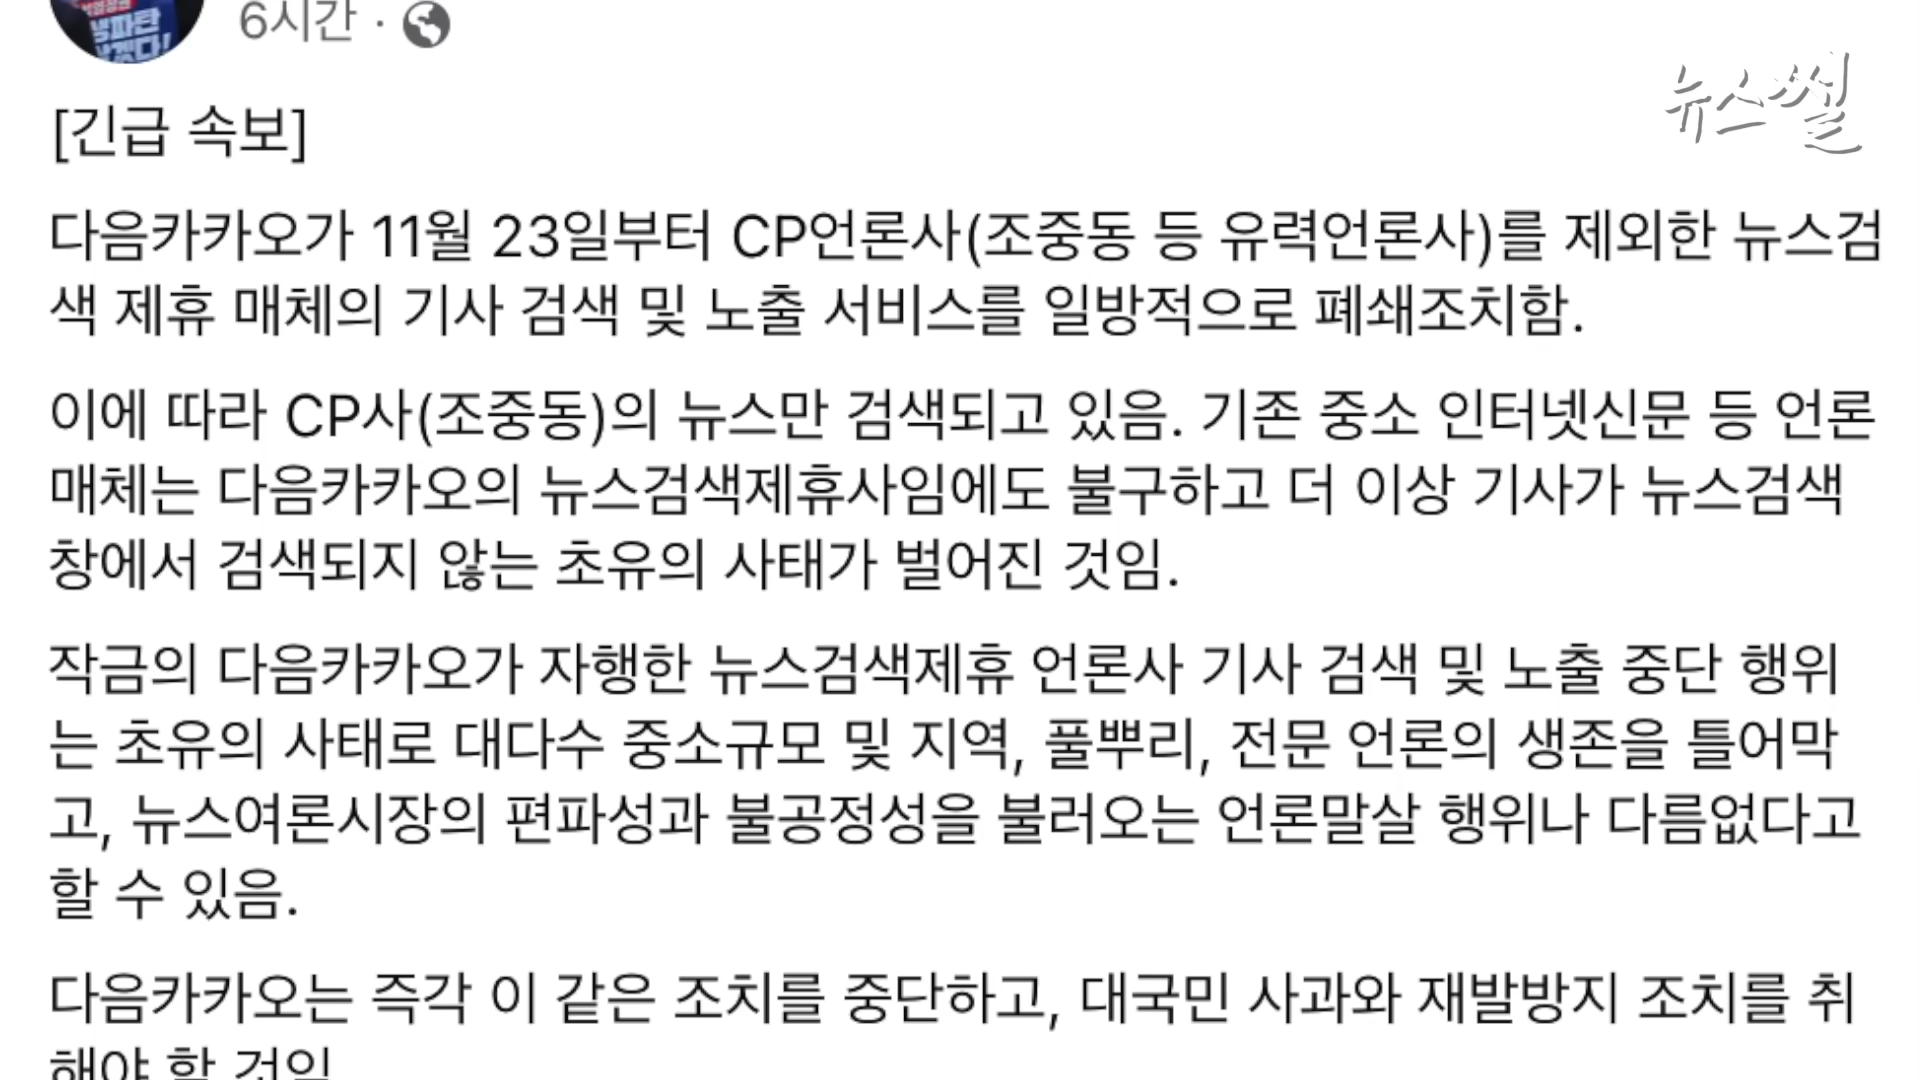 생파탄
겠다!
6시간 ·
뉴스썰
[긴급 속보]
다음카카오가 11월 23일부터 CP언론사(조중동 등 유력언론사)를 제외한 뉴스검
색 제휴 매체의 기사 검색 및 노출 서비스를 일방적으로 폐쇄조치함.
이에 따라 CP사(조중동)의 뉴스만 검색되고 있음. 기존 중소 인터넷신문 등 언론
매체는 다음카카오의 뉴스검색제휴사임에도 불구하고 더 이상 기사가 뉴스검색
창에서 검색되지 않는 초유의 사태가 벌어진 것임.
작금의 다음카카오가 자행한 뉴스검색제휴 언론사 기사 검색 및 노출 중단 행위
는 초유의 사태로 대다수 중소규모 및 지역, 풀뿌리, 전문 언론의 생존을 틀어막
고, 뉴스여론시장의 편파성과 불공정성을 불러오는 언론말살 행위나 다름없다고
할 수 있음.
다음카카오는 즉각 이 같은 조치를 중단하고, 대국민 사과와 재발방지 조치를 취
해야 할 것임